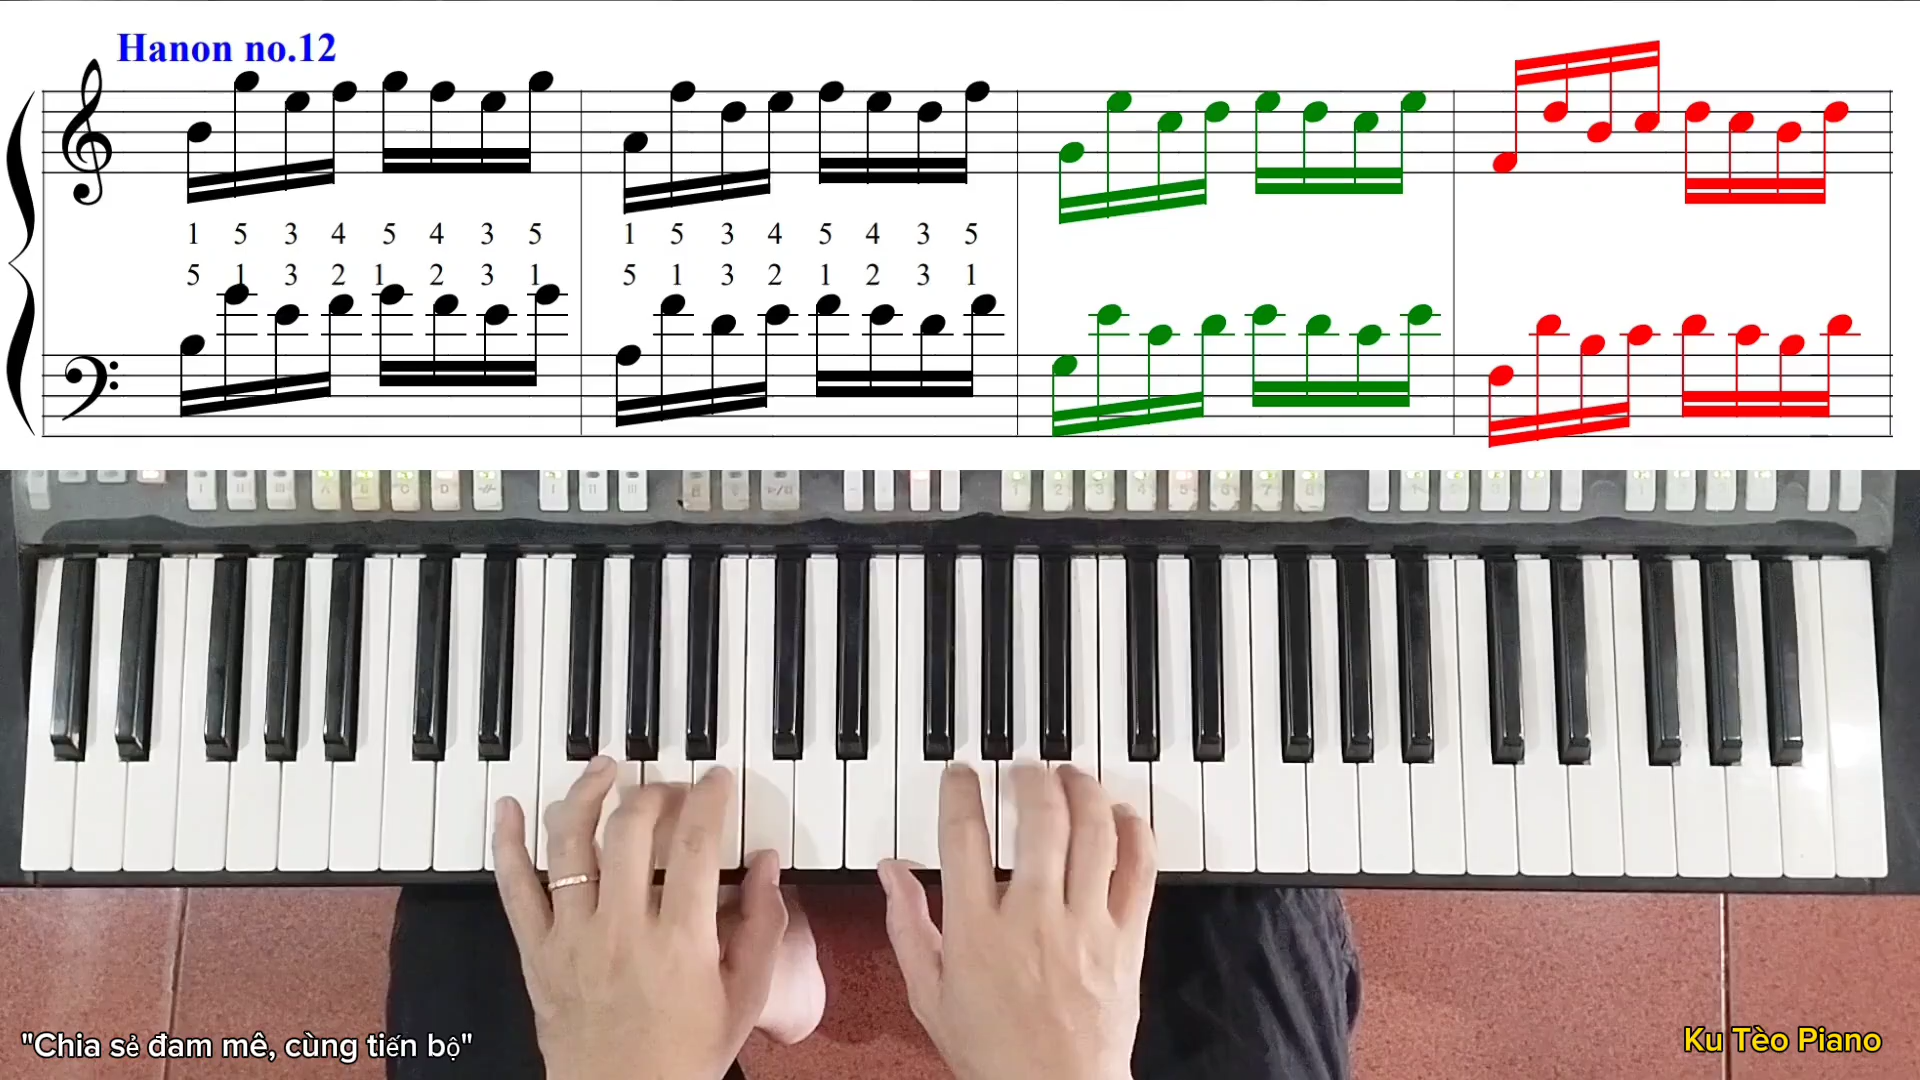 Hanon no.12
1 5 3 4 5 4 3 5 1 5 3 4 5 4 3 5
5 1 3 2 1 2 3 1 5 1 3 2 1 2 3 1
"Chia sẻ đam mê, cùng tiến bộ"
Ku Tèo Piano